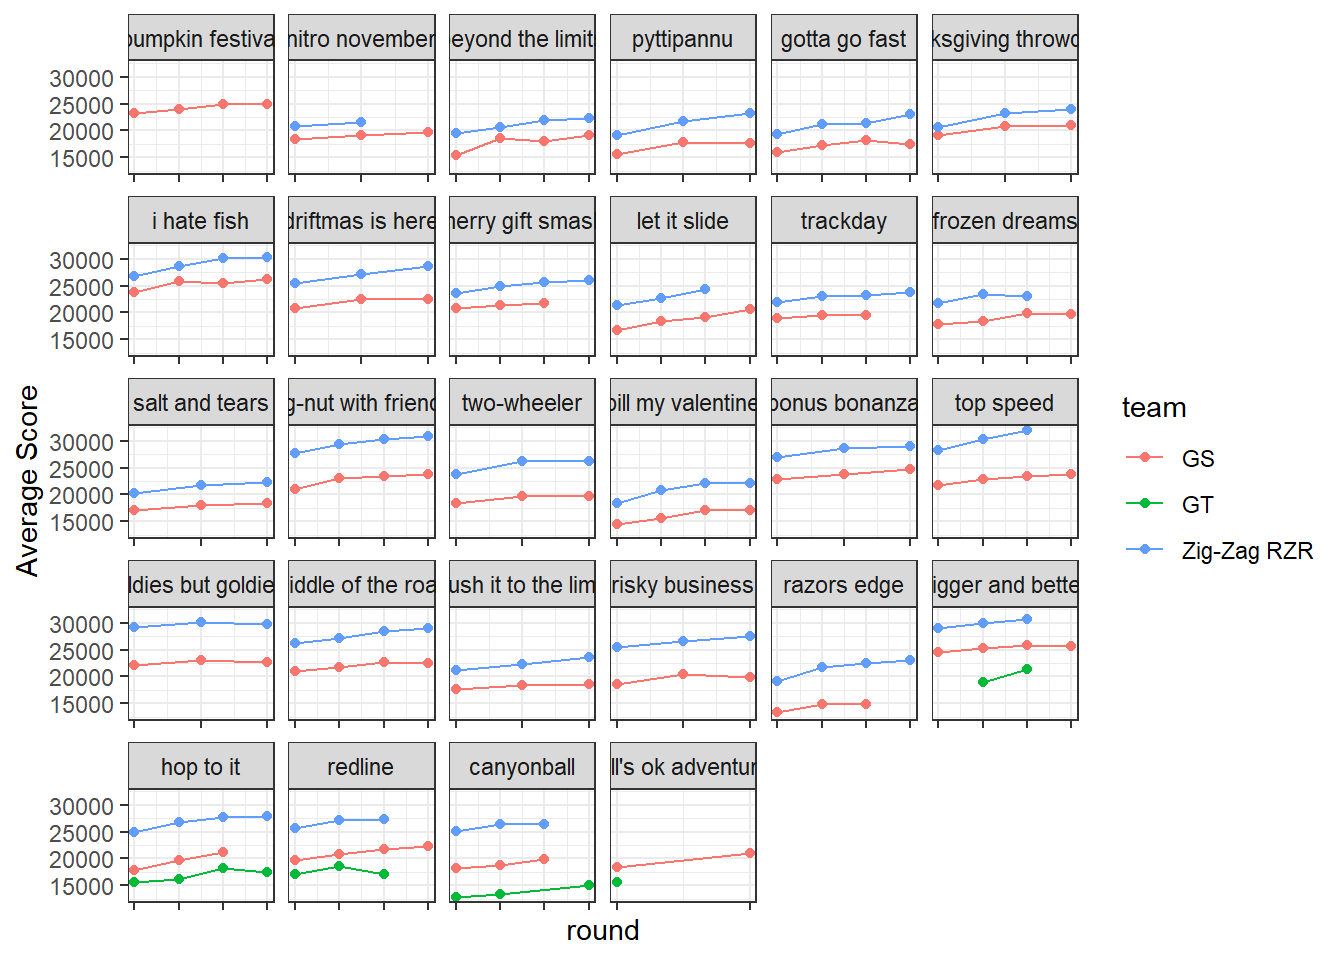 pumpkin festiva
nitro november
eyond the limit
pyttipannu
gotta go fast
ksgiving throwd
30000
25000
20000
15000
i hate fish
driftmas is here
merry gift smas
let it slide
trackday
frozen dreams
30000
25000
20000
15000
salt and tears
g-nut with friend
two-wheeler
bill my valentine
bonus bonanza
top speed
30000
25000
20000
15000
ldies but goldie
iddle of the roa
ush it to the lim
risky business
razors edge
igger and bette
30000
25000
20000
15000
hop to it
redline
canyonball
ll's ok adventur
30000
25000
20000
15000
round
Average Score
team
GS
GT
Zig-Zag RZR